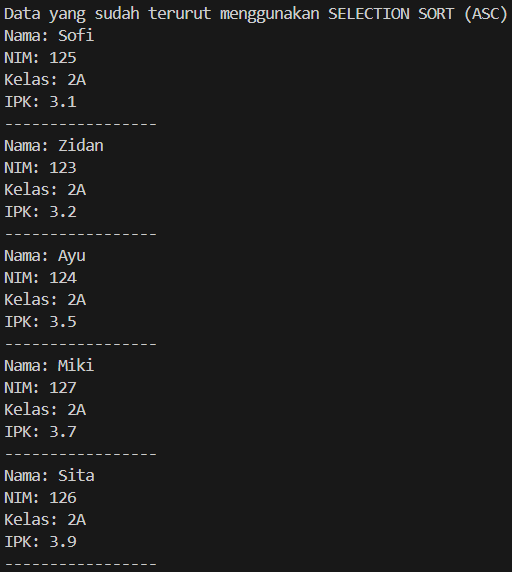 Data yang sudah terurut menggunakan SELECTION SORT (ASC)
Nama: Sofi
NIM: 125
Kelas: 2A
IPK: 3.1
-----------------
Nama: Zidan
NIM: 123
Kelas: 2A
IPK: 3.2
-----------------
Nama: Ayu
NIM: 124
Kelas: 2A
IPK: 3.5
-----------------
Nama: Miki
NIM: 127
Kelas: 2A
IPK: 3.7
-----------------
Nama: Sita
NIM: 126
Kelas: 2A
IPK: 3.9
-----------------